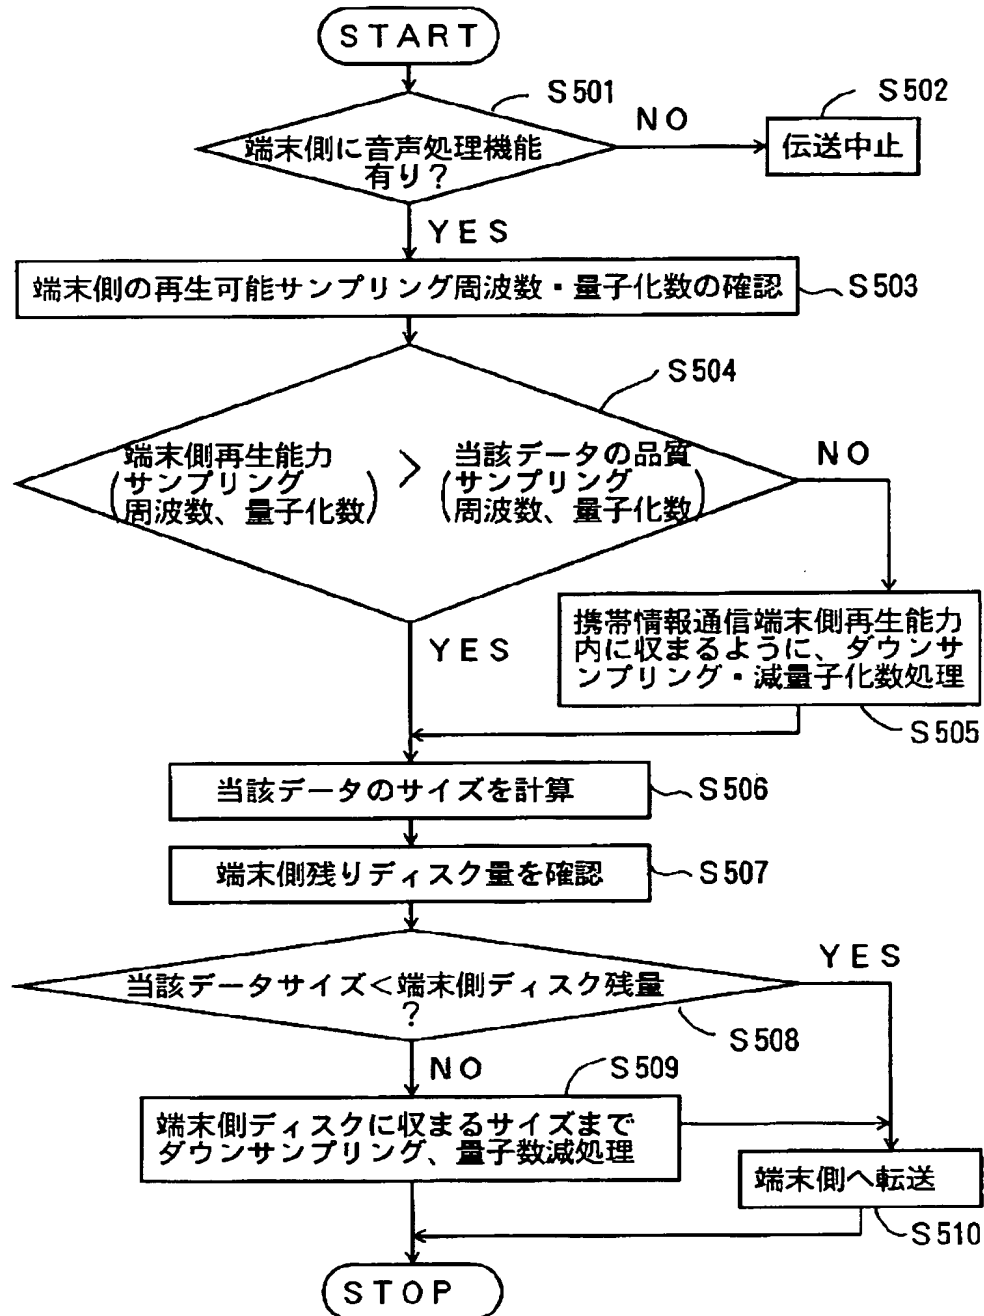 START
S501
S502
端末側に音声処理機能
有り?
NO
伝送中止
YES
端末側の再生可能サンプリング周波数・量子化数の確認
S503
S504
端末側再生能力
(サンプリング
周波数、量子化数)
>
当該データの品質
(サンプリング
周波数、量子化数)
NO
YES
携帯情報通信端末側再生能力
内に収まるように、ダウンサ
ンプリング・減量子化数処理
S505
当該データのサイズを計算
S506
端末側残りディスク量を確認
S507
当該データサイズ<端末側ディスク残量
?
YES
S508
NO
S509
端末側ディスクに収まるサイズまで
ダウンサンプリング、量子数減処理
端末側へ転送
S510
STOP